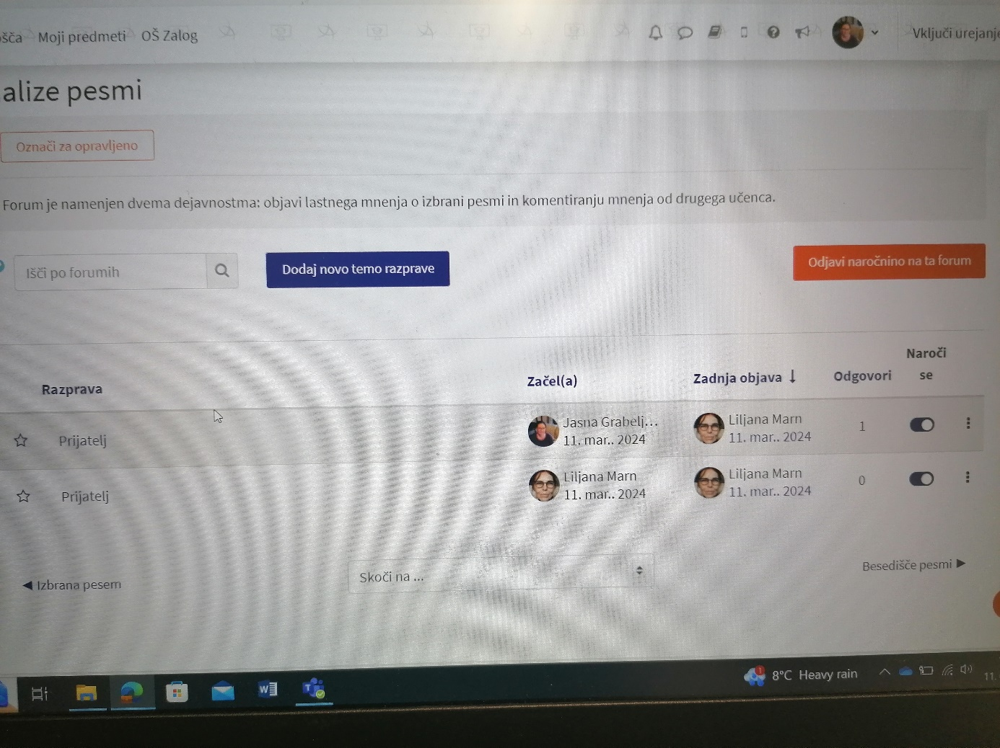 Moji predmeti OŠ Zalog Vključi
alize pesmi
Označi za opravljeno
Forum je namenjen dvema dejavnostma: objavi lastnega mnenja o izbrani pesmi in komentiranju mnenja od drugega učenca.
Išči po forumih
Dodaj novo temo razprave
Odjavi naročnino na ta forum
Razprava Začel(a) Zadnja objava ↓ Odgovori Naroči se
Prijatelj Jasna Grabelj... Liljana Marn 1
11. mar.. 2024 11. mar.. 2024
Prijatelj Liljana Marn Liljana Marn 0
11. mar.. 2024 11. mar.. 2024
◀ Izbrana pesem Skoči na ... Besedišče pesmi ▶
8°C Heavy rain 11.